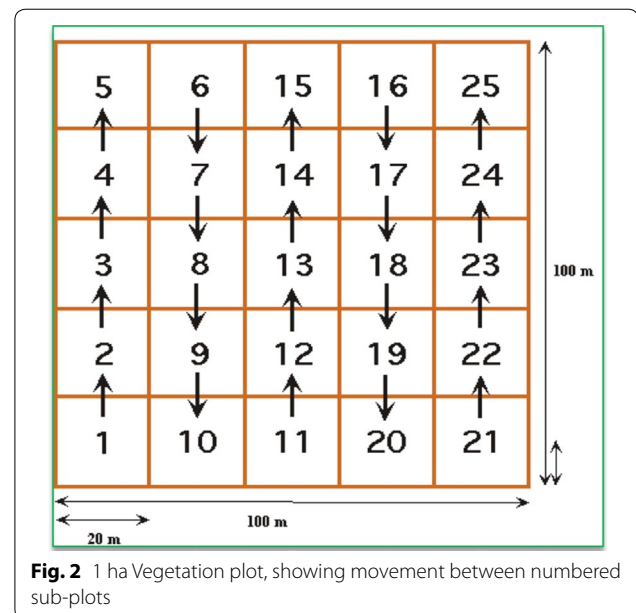 5 6 15 16 25
4 7 14 17 24
3 8 13 18 23
100 m
2 9 12 19 22
1 10 11 20 21
100 m
20 m
Fig. 2 1 ha Vegetation plot, showing movement between numbered
sub-plots